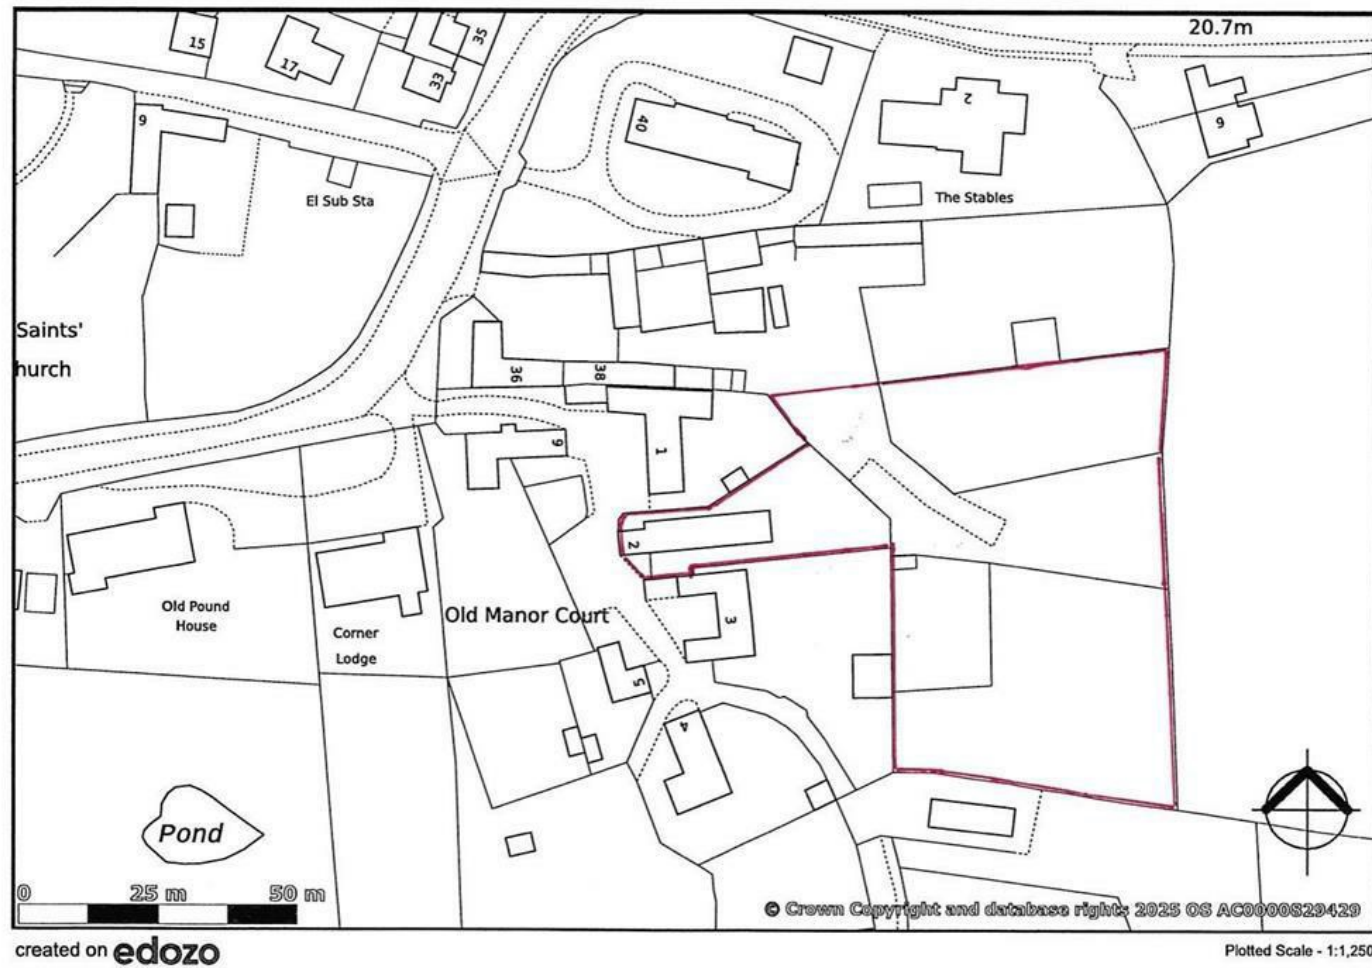 20.7m
15
17
33
35
40
2
6
9
El Sub Sta
The Stables
Saints'
hurch
36
38
9
1
2
Old Pound
House
Corner
Lodge
Old Manor Court
3
5
4
Pond
0 25 m 50 m
© Crown Copyright and database rights 2025 OS AC0000829429
created on edozo
Plotted Scale - 1:1,250